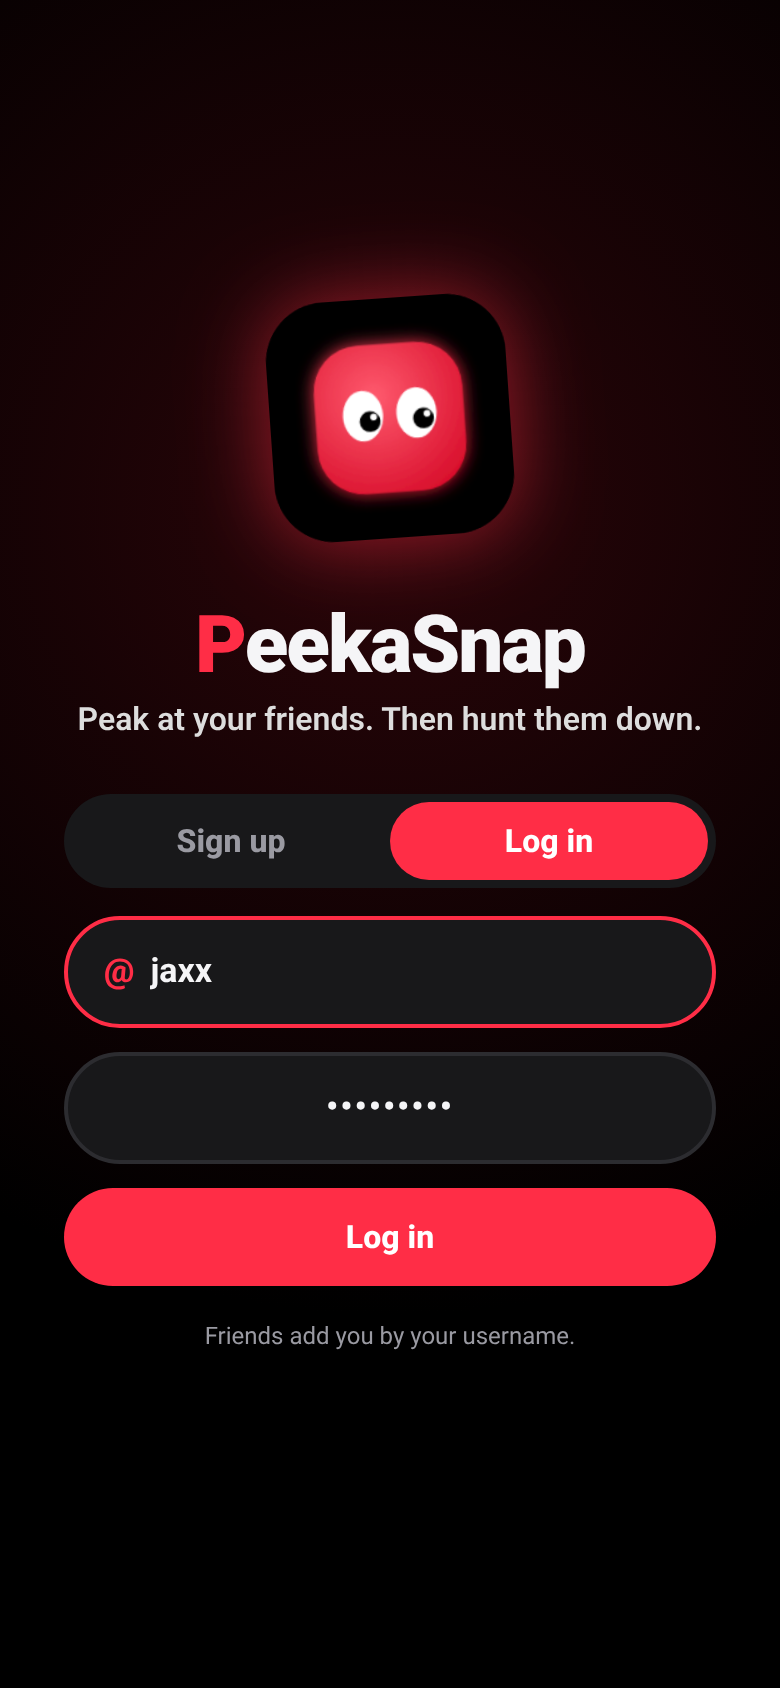 PeekaSnap
Peak at your friends. Then hunt them down.
Sign up
Log in
@ jaxx
•••••••••
Log in
Friends add you by your username.